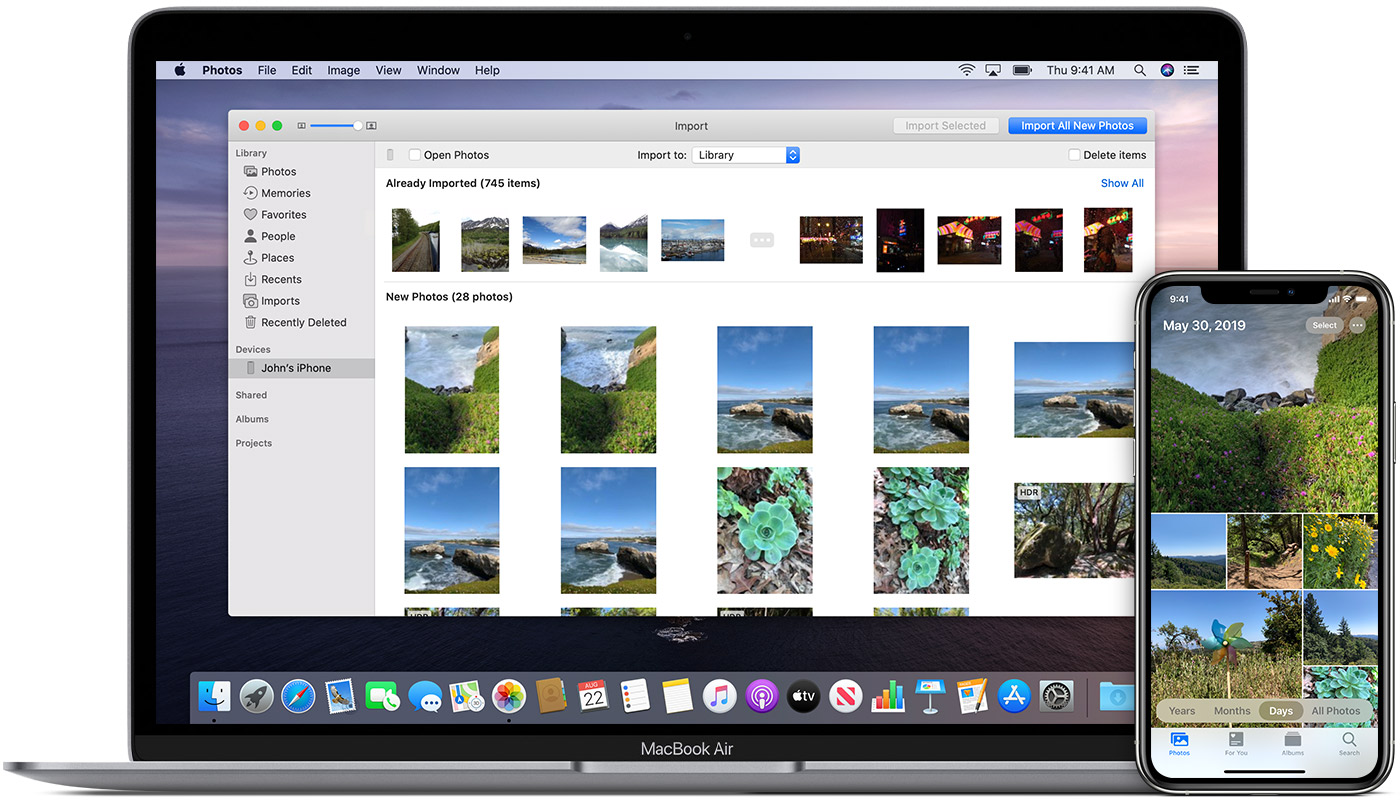 Photos File Edit Image View Window Help Thu 9:41 AM
Import Import Selected Import All New Photos
Library
Photos
Memories
Favorites
People
Places
Recents
Imports
Recently Deleted
Devices
John's iPhone
Shared
Albums
Projects
Open Photos Import to: Library Delete items
Already Imported (745 items) Show All
New Photos (28 photos)
HDR
HDR
HDR
AUG
22
tv
MacBook Air
9:41
May 30, 2019 Select
Years Months Days All Photos
Photos For You Albums Search